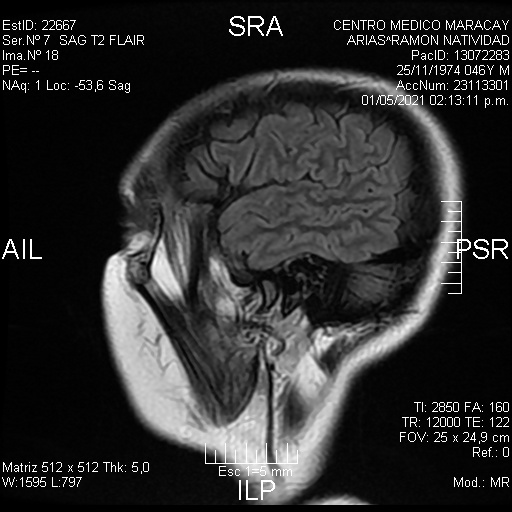 EstID: 22667
Ser.Nº 7 SAG T2 FLAIR
Ima.Nº 18
PE= --
NAq: 1 Loc: -53,6 Sag
SRA
CENTRO MEDICO MARACAY
ARIAS^RAMON NATIVIDAD
PacID: 13072283
25/11/1974 046Y M
AccNum: 23113301
01/05/2021 02:13:11 p.m.
AIL
PSR
Matriz 512 x 512 Thk: 5,0
W:1595 L:797
Esc 1=5 mm
ILP
TI: 2850 FA: 160
TR: 12000 TE: 122
FOV: 25 x 24,9 cm
Ref.: 0
Mod.: MR